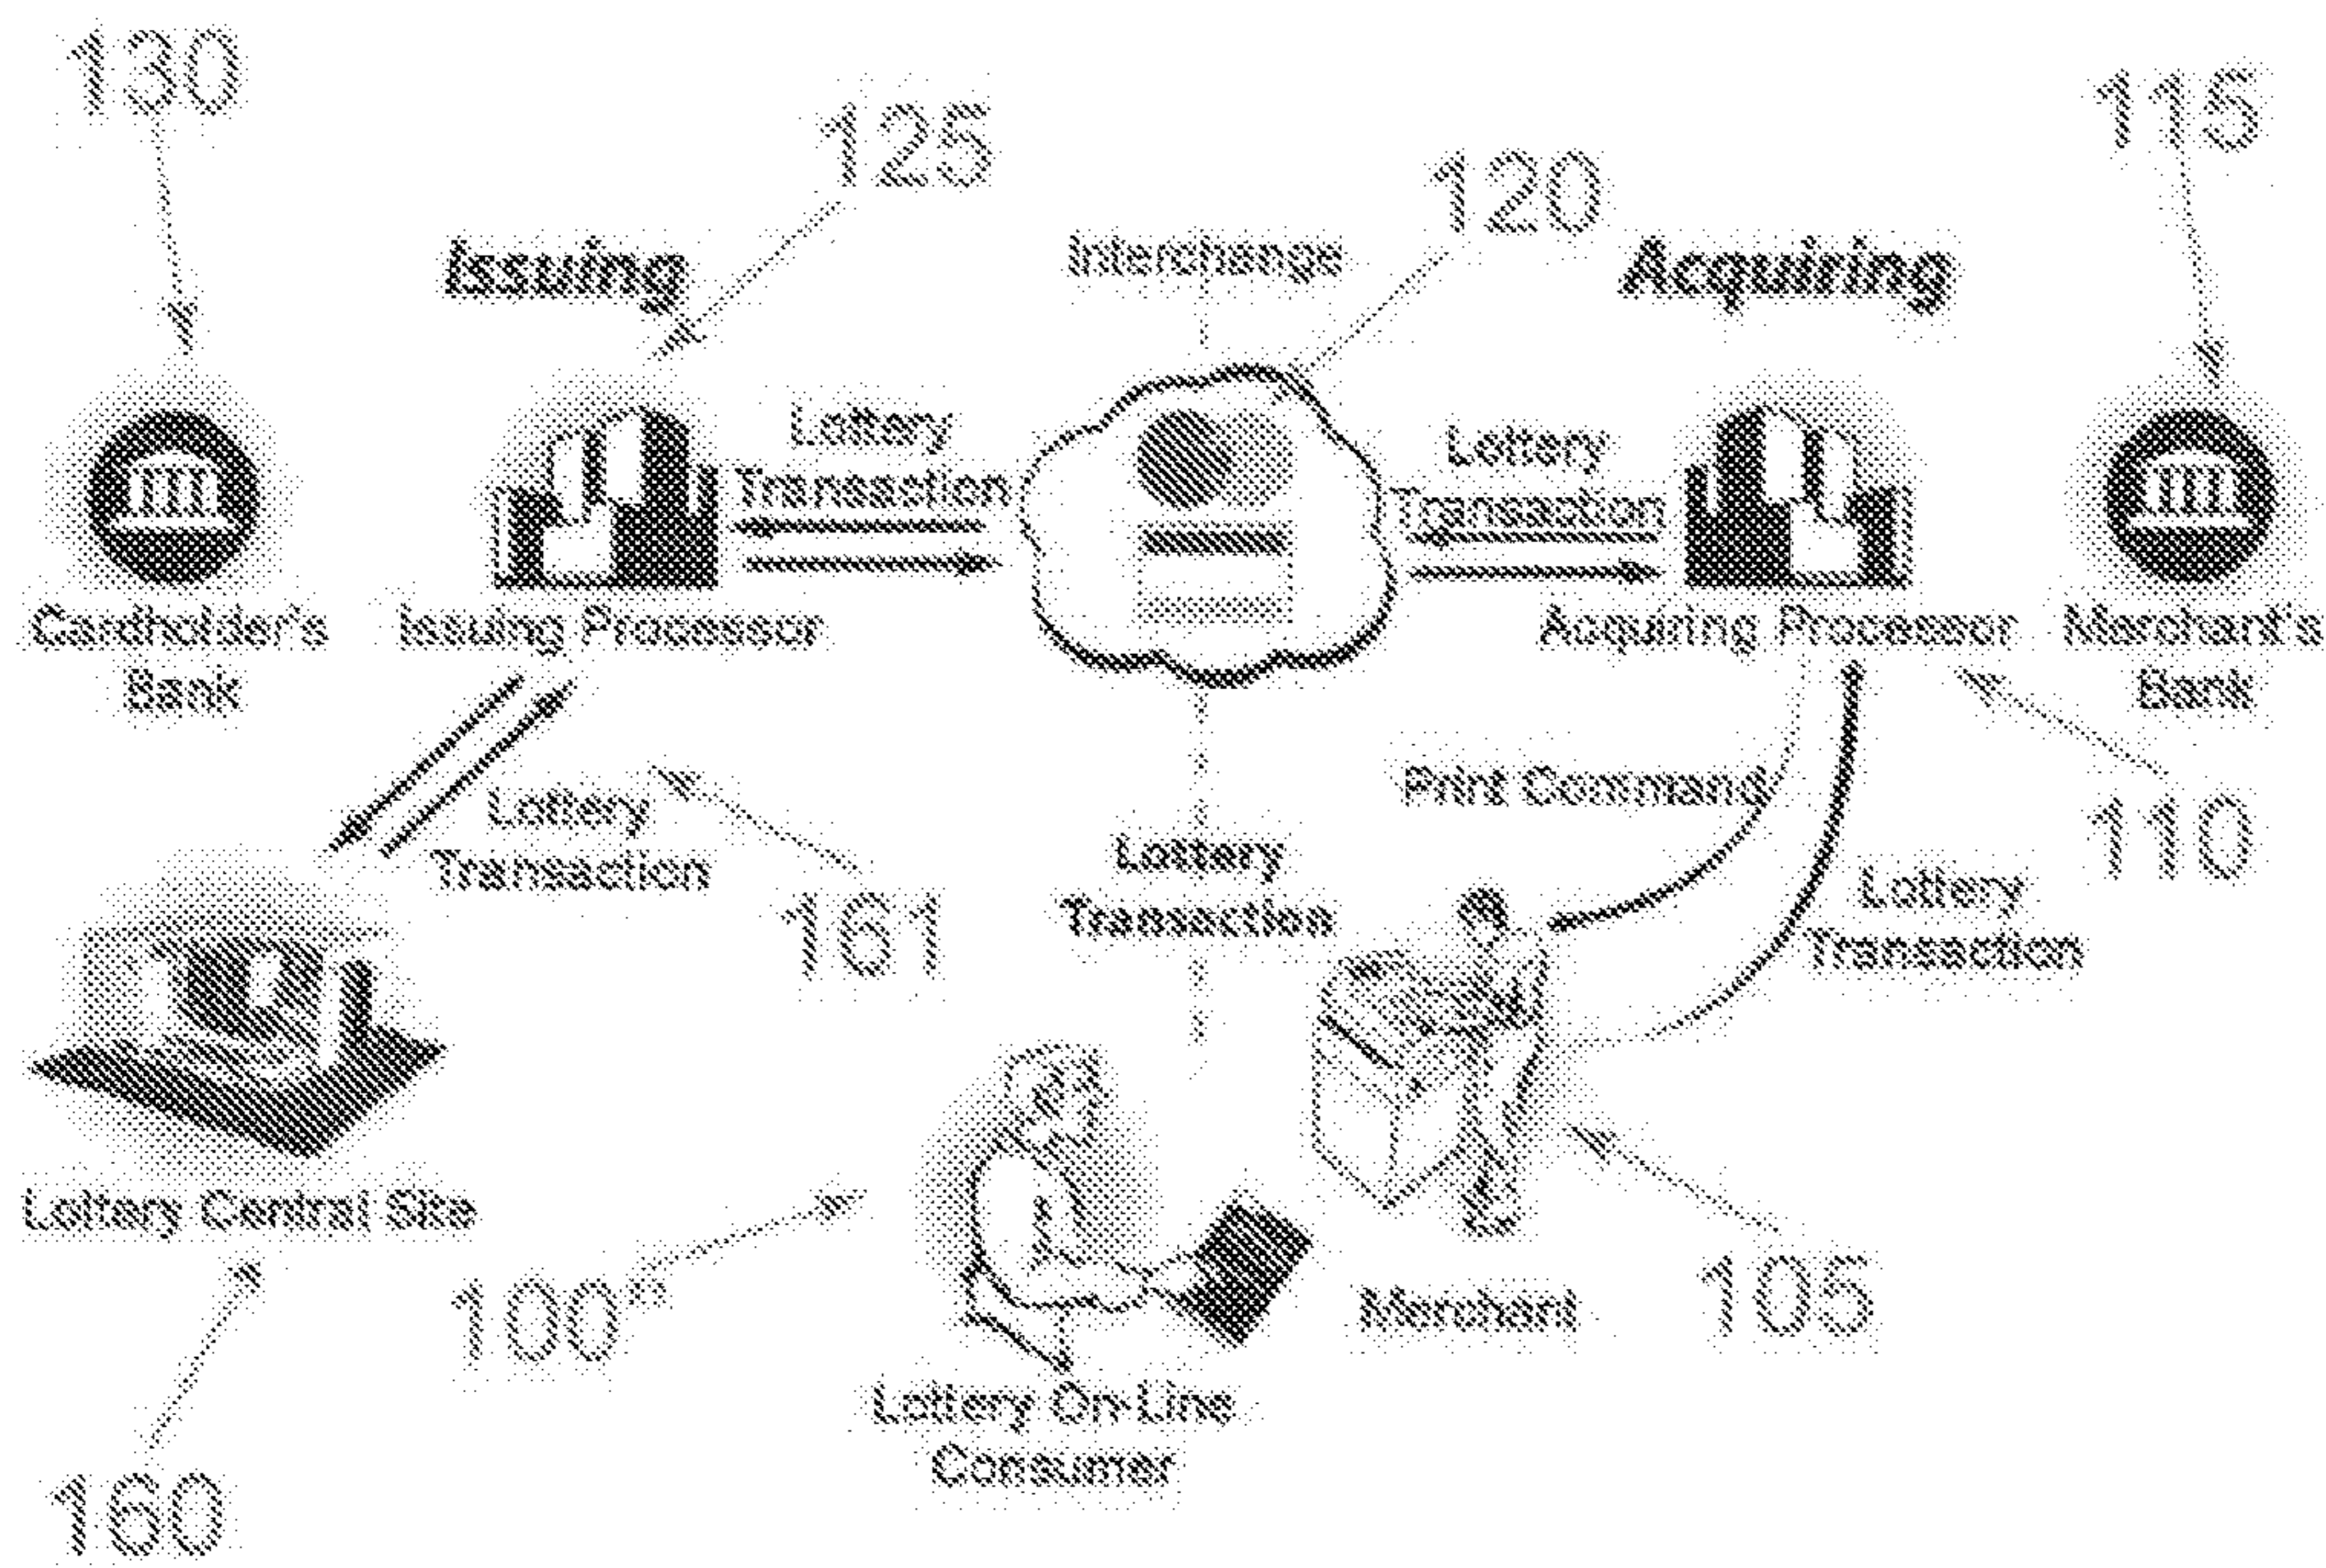 130
125
115
120
Issuing
Interchange
Acquiring
Lottery
Transaction
Lottery
Transaction
Cardholder's
Bank
Issuing Processor
Acquiring Processor
Merchant's
Bank
Print Command
110
Lottery
Transaction
161
Lottery
Transaction
Lottery
Transaction
Lottery Central Site
100"
Merchant
105
Lottery On-Line
Consumer
160